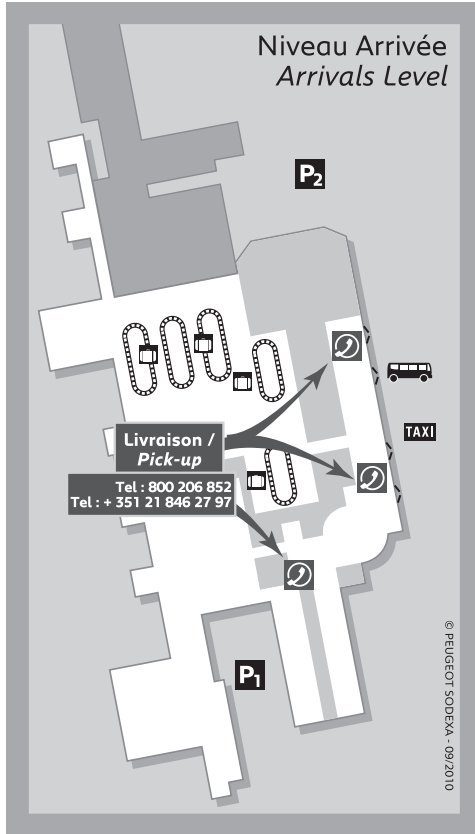 Niveau Arrivée
Arrivals Level
P2
TAXI
Livraison /
Pick-up
Tel : 800 206 852
Tel : + 351 21 846 27 97
P1
© PEUGEOT SODEXA - 09/2010